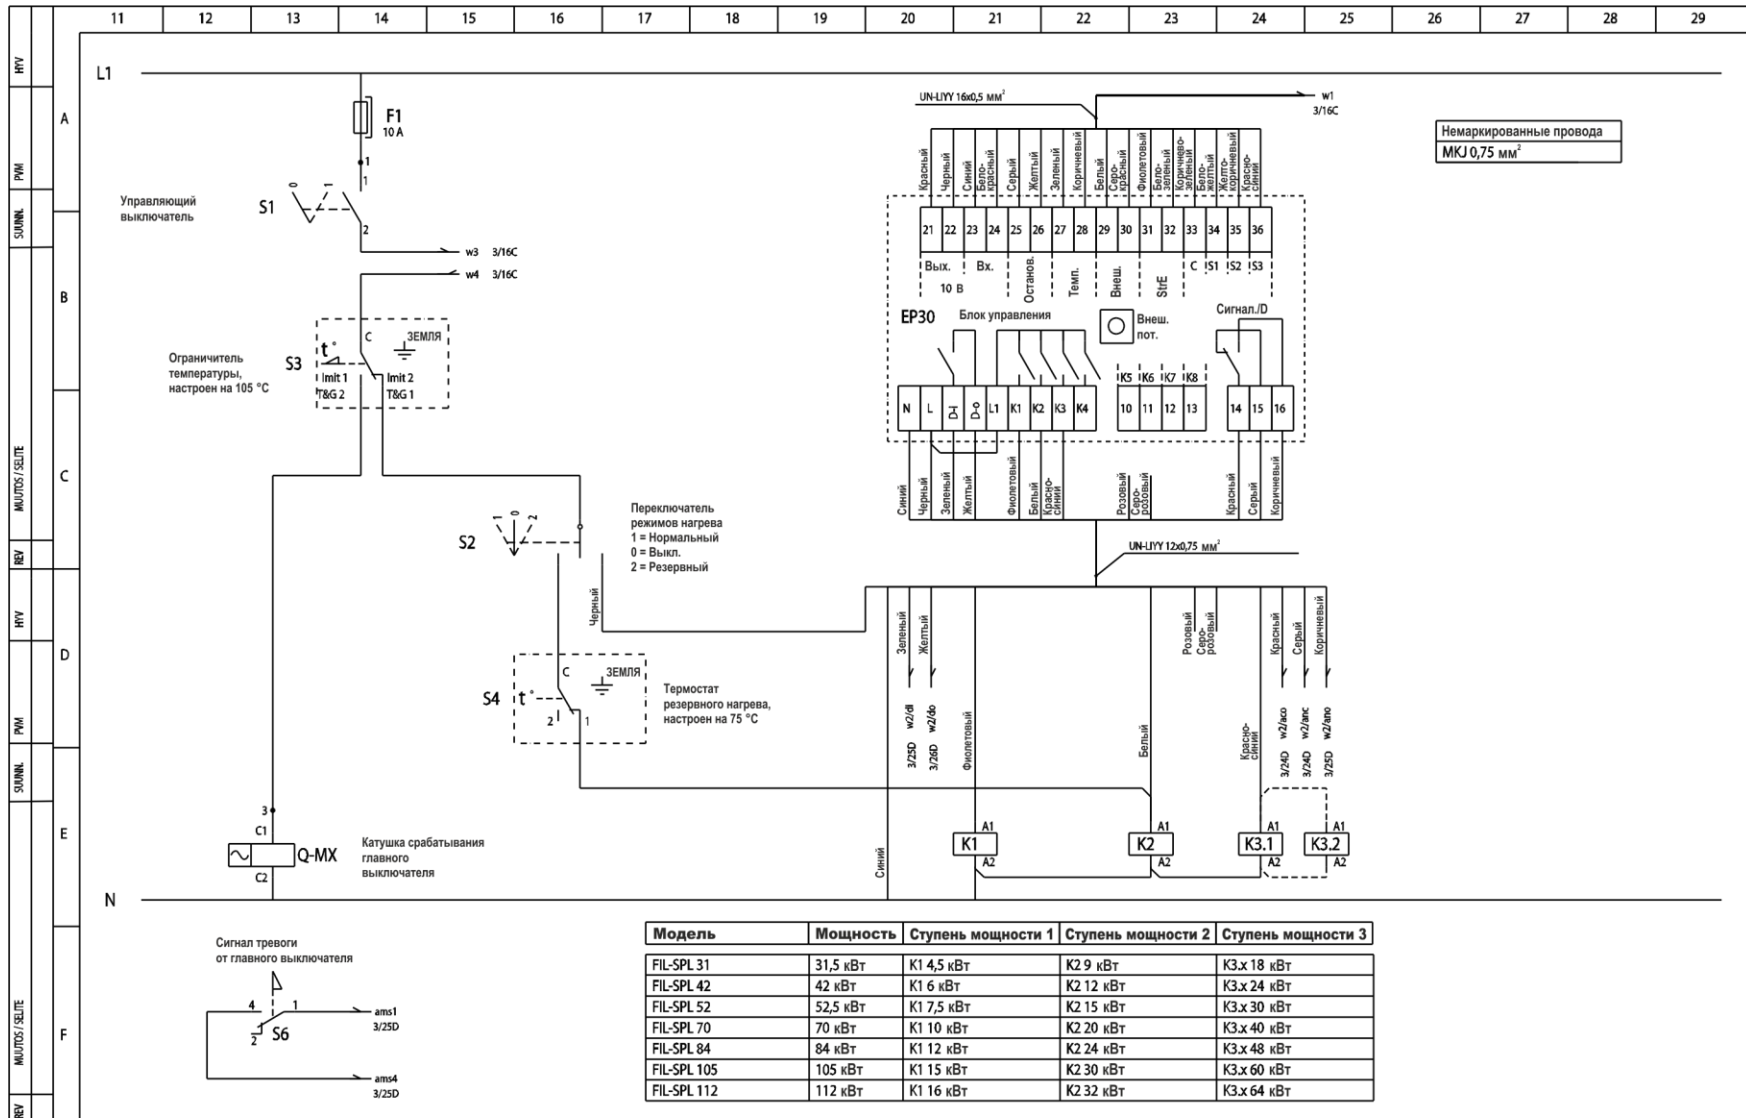 11 12 13 14 15 16 17 18 19 20 21 22 23 24 25 26 27 28 29
HYV
PVM
SUUNN.
MUUTOS / SELITE
REV
HYV
PVM
SUUNN.
MUUTOS / SELITE
REV
A
B
C
D
E
F
L1
F1
10 A
1
1
Управляющий
выключатель
S1
0 1
2
w3 3/16C
w4 3/16C
Ограничитель
температуры,
настроен на 105 °C
S3
t°
C
ЗЕМЛЯ
lmit 1 lmit 2
T&G 2 T&G 1
S2
1 0 2
Переключатель
режимов нагрева
1 = Нормальный
0 = Выкл.
2 = Резервный
Черный
S4
t°
C
ЗЕМЛЯ
2 1
Термостат
резервного нагрева,
настроен на 75 °C
3
C1
Q-MX
C2
Катушка срабатывания
главного
выключателя
N
Сигнал тревоги
от главного выключателя
4 1
2 S6
ams1
3/25D
ams4
3/25D
UN-LIYY 16x0,5 мм²
w1
3/16C
Немаркированные провода
MKJ 0,75 мм²
Красный
Черный
Синий
Бело-
красный
Серый
Желтый
Зеленый
Коричневый
Белый
Серо-
красный
Фиолетовый
Бело-
зеленый
Коричнево-
зеленый
Бело-
желтый
Желто-
коричневый
Красно-
синий
21 22 23 24 25 26 27 28 29 30 31 32 33 34 35 36
Вых. Вх. Останов. Темп. Внеш. StrE C S1 S2 S3
10 В
EP30 Блок управления
Внеш.
пот.
Сигнал./D
K5 K6 K7 K8
N L D-I D-o L1 K1 K2 K3 K4 10 11 12 13 14 15 16
Синий
Черный
Зеленый
Желтый
Фиолетовый
Белый
Красно-
синий
Розовый
Серо-
розовый
Красный
Серый
Коричневый
UN-LIYY 12x0,75 мм²
Синий
Зеленый
Желтый
3/25D w2/di
3/26D w2/do
Фиолетовый
Белый
Розовый
Серо-
розовый
Красно-
синий
Красный
Серый
Коричневый
3/24D w2/aco
3/24D w2/anc
3/25D w2/ano
A1 A1 A1 A1
K1 K2 K3.1 K3.2
A2 A2 A2 A2
Модель Мощность Ступень мощности 1 Ступень мощности 2 Ступень мощности 3
FIL-SPL 31 31,5 кВт K1 4,5 кВт K2 9 кВт K3.x 18 кВт
FIL-SPL 42 42 кВт K1 6 кВт K2 12 кВт K3.x 24 кВт
FIL-SPL 52 52,5 кВт K1 7,5 кВт K2 15 кВт K3.x 30 кВт
FIL-SPL 70 70 кВт K1 10 кВт K2 20 кВт K3.x 40 кВт
FIL-SPL 84 84 кВт K1 12 кВт K2 24 кВт K3.x 48 кВт
FIL-SPL 105 105 кВт K1 15 кВт K2 30 кВт K3.x 60 кВт
FIL-SPL 112 112 кВт K1 16 кВт K2 32 кВт K3.x 64 кВт